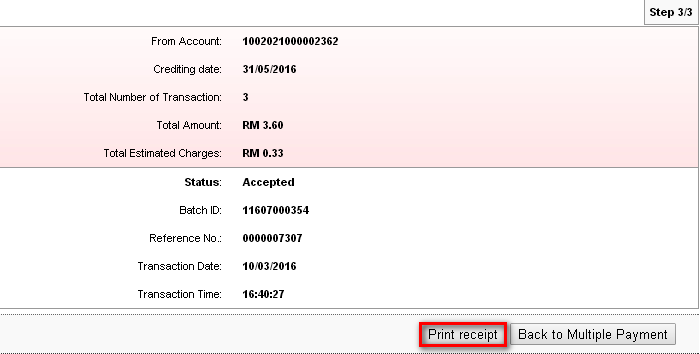 Step 3/3
From Account: 1002021000002362
Crediting date: 31/05/2016
Total Number of Transaction: 3
Total Amount: RM 3.60
Total Estimated Charges: RM 0.33
Status: Accepted
Batch ID: 11607000354
Reference No.: 0000007307
Transaction Date: 10/03/2016
Transaction Time: 16:40:27
Print receipt Back to Multiple Payment